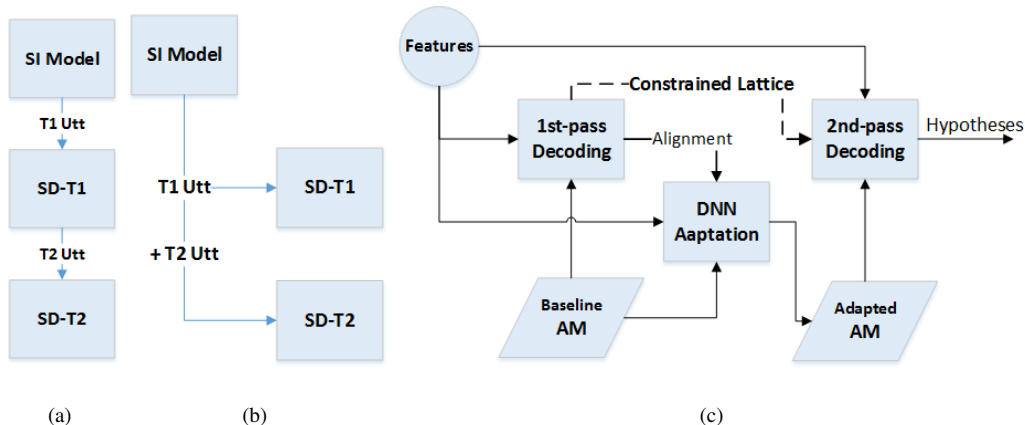 SI Model
T1 Utt
SD-T1
T2 Utt
SD-T2
(a)
SI Model
T1 Utt
SD-T1
+ T2 Utt
SD-T2
(b)
Features
Constrained Lattice
1st-pass
Decoding
Alignment
2nd-pass
Decoding
Hypotheses
DNN
Aaptation
Baseline
AM
Adapted
AM
(c)